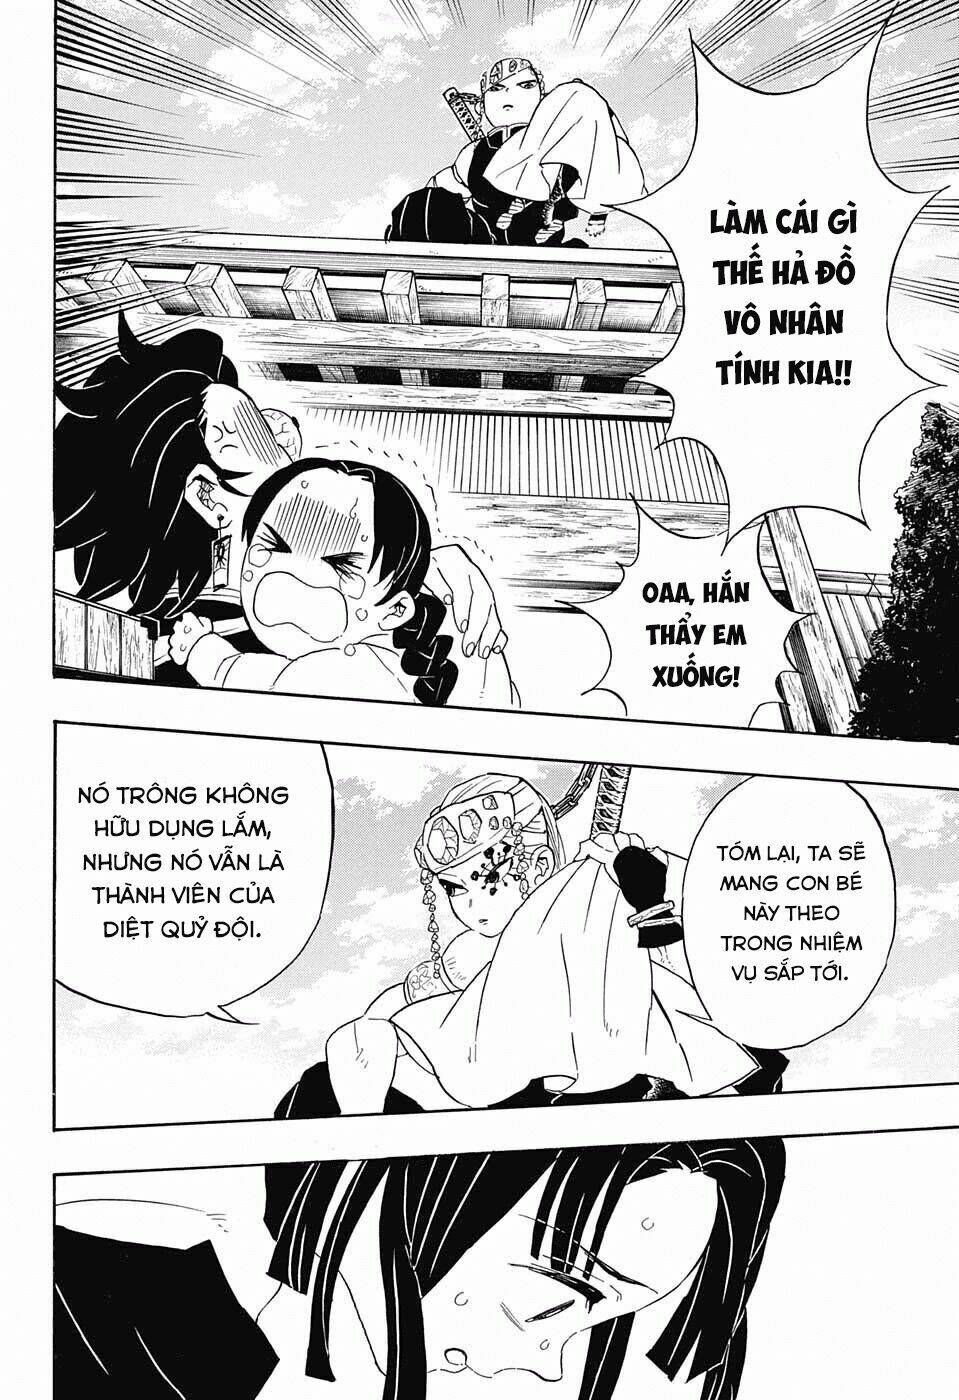 LÀM CÁI GÌ
THẾ HẢ ĐỒ
VÔ NHÂN
TÍNH KIA!!
OAA, HẮN
THẨY EM
XUỐNG!
TÓM LẠI, TA SẼ
MANG CON BÉ
NÀY THEO
TRONG NHIỆM
VỤ SẮP TỚI.
NÓ TRÔNG KHÔNG
HỮU DỤNG LẮM,
NHƯNG NÓ VẪN LÀ
THÀNH VIÊN CỦA
DIỆT QUỶ ĐỘI.